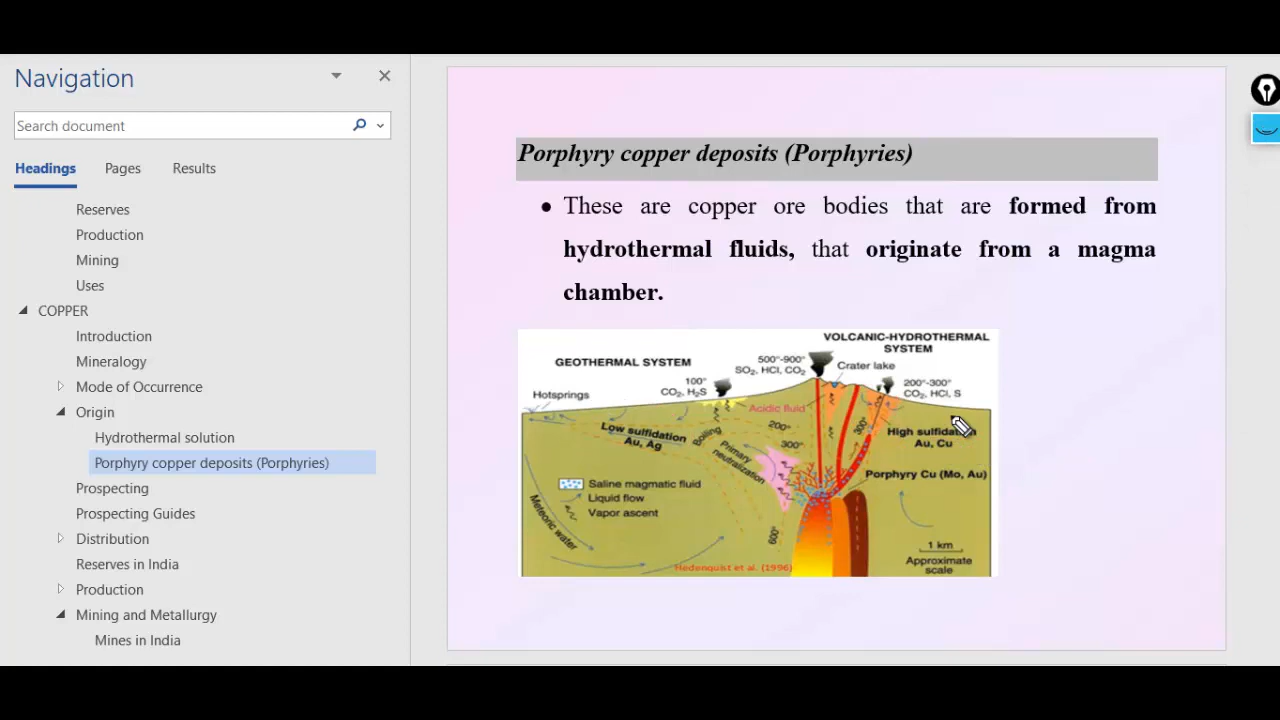 Navigation
Search document
Headings Pages Results
Reserves
Production
Mining
Uses
COPPER
Introduction
Mineralogy
Mode of Occurrence
Origin
Hydrothermal solution
Porphyry copper deposits (Porphyries)
Prospecting
Prospecting Guides
Distribution
Reserves in India
Production
Mining and Metallurgy
Mines in India
Porphyry copper deposits (Porphyries)
• These are copper ore bodies that are formed from
hydrothermal fluids, that originate from a magma
chamber.
VOLCANIC-HYDROTHERMAL
SYSTEM
GEOTHERMAL SYSTEM
500°-900°
SO₂, HCl, CO₂
Crater lake
100°
CO₂, H₂S
200°-300°
CO₂, HCl, S
Hotsprings
Acidic fluid
Low sulfidation
Au, Ag
Boiling
200°
300°
300°
High sulfidation
Au, Cu
Primary
neutralization
Porphyry Cu (Mo, Au)
Saline magmatic fluid
Liquid flow
Vapor ascent
Meteoric water
600°
1 km
Approximate
scale
Hedenquist et al. (1996)